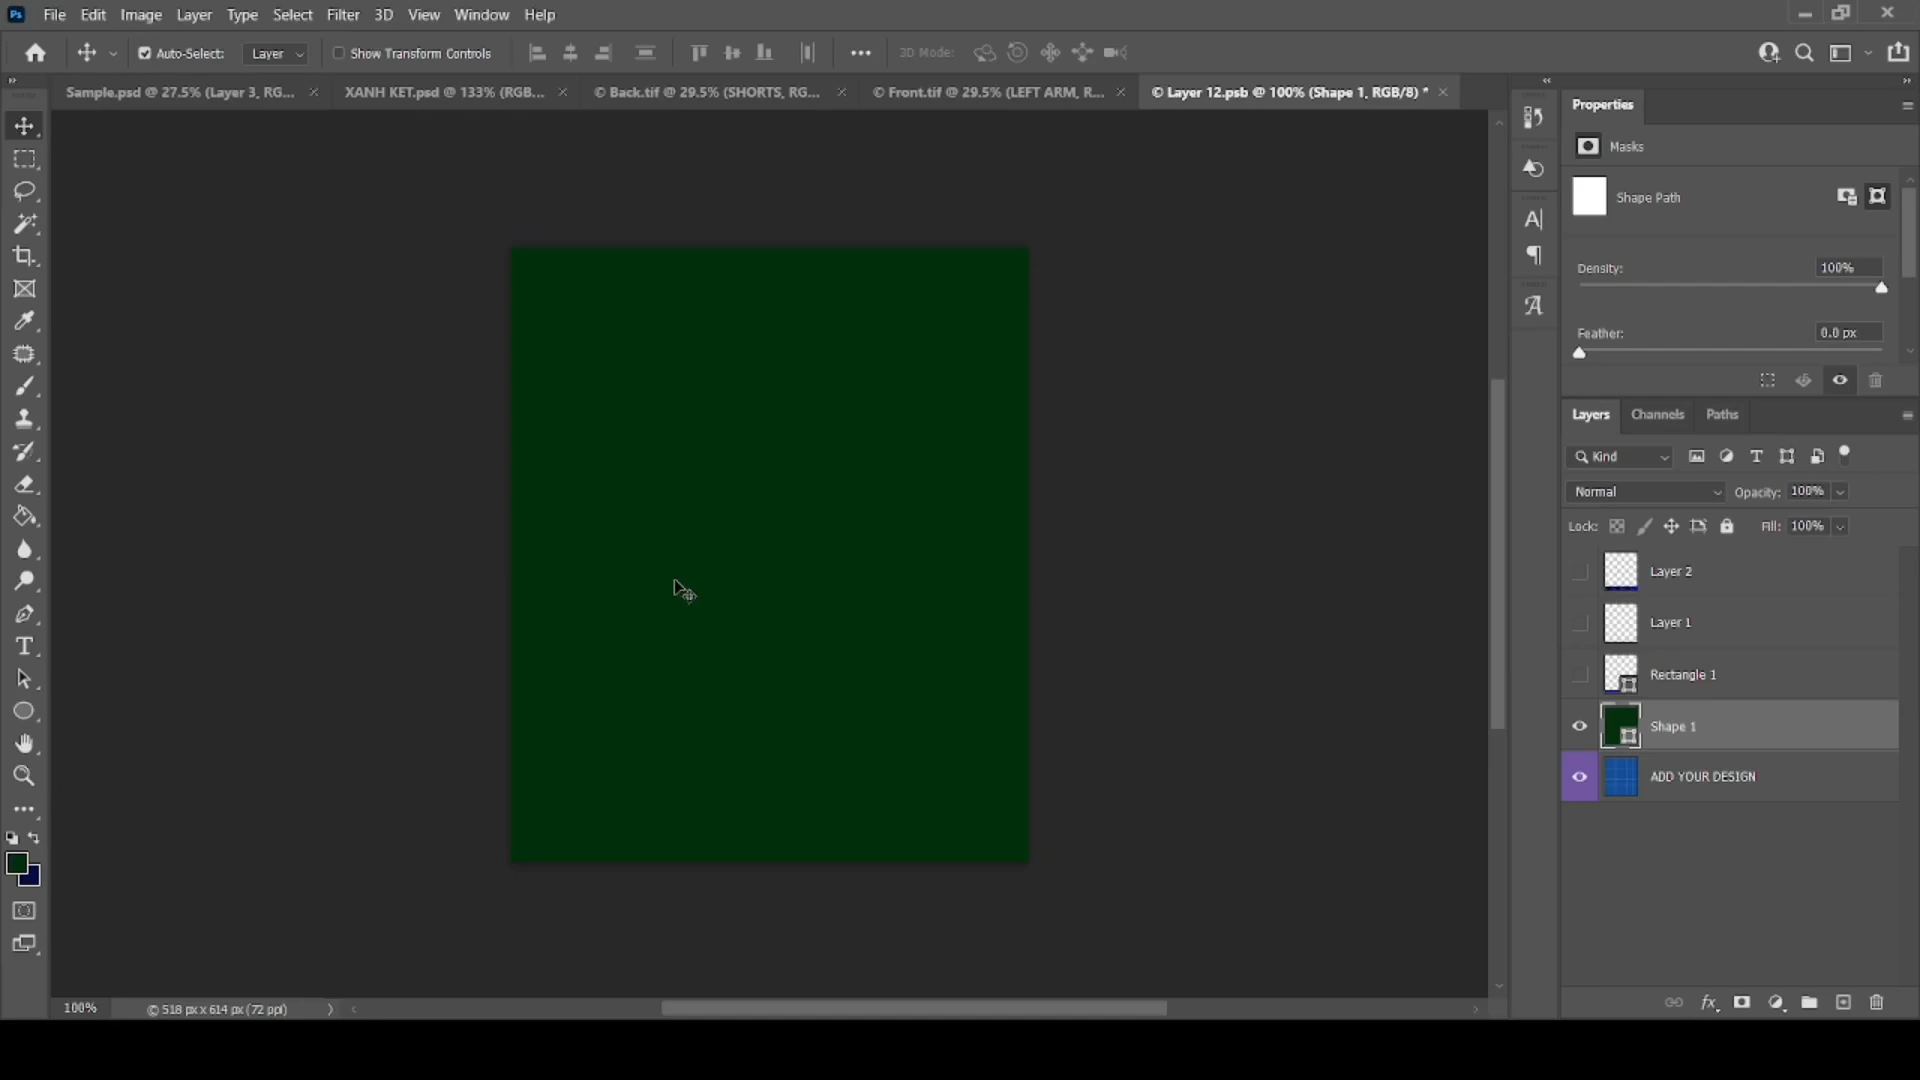 Ps File Edit Image Layer Type Select Filter 3D View Window Help
Auto-Select: Layer Show Transform Controls 3D Mode:
Sample.psd @ 27.5% (Layer 3, RG... XANH KET.psd @ 133% (RGB... © Back.tif @ 29.5% (SHORTS, RG... © Front.tif @ 29.5% (LEFT ARM, R... © Layer 12.psb @ 100% (Shape 1, RGB/8) *
Properties
Masks
Shape Path
Density: 100%
Feather: 0.0 px
Layers Channels Paths
Kind
Normal Opacity: 100%
Lock: Fill: 100%
Layer 2
Layer 1
Rectangle 1
Shape 1
ADD YOUR DESIGN
100% © 518 px x 614 px (72 ppi)